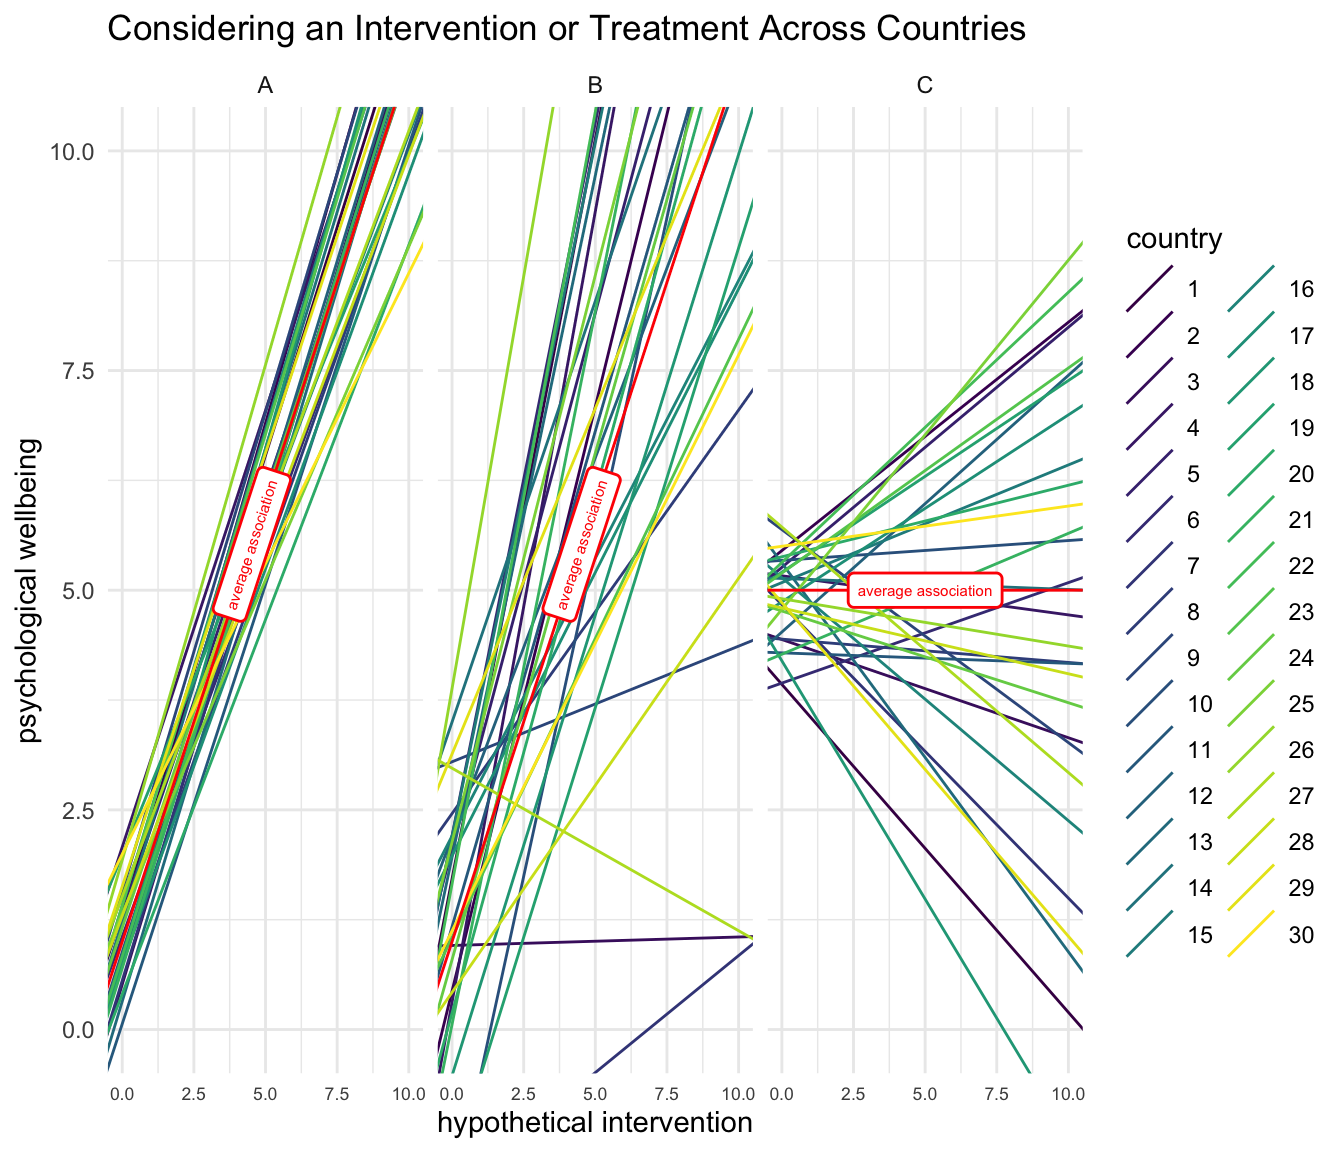 Considering an Intervention or Treatment Across Countries
A
B
C
psychological wellbeing
10.0
7.5
5.0
2.5
0.0
average association
average association
average association
0.0 2.5 5.0 7.5 10.0
0.0 2.5 5.0 7.5 10.0
0.0 2.5 5.0 7.5 10.0
hypothetical intervention
country
1
2
3
4
5
6
7
8
9
10
11
12
13
14
15
16
17
18
19
20
21
22
23
24
25
26
27
28
29
30